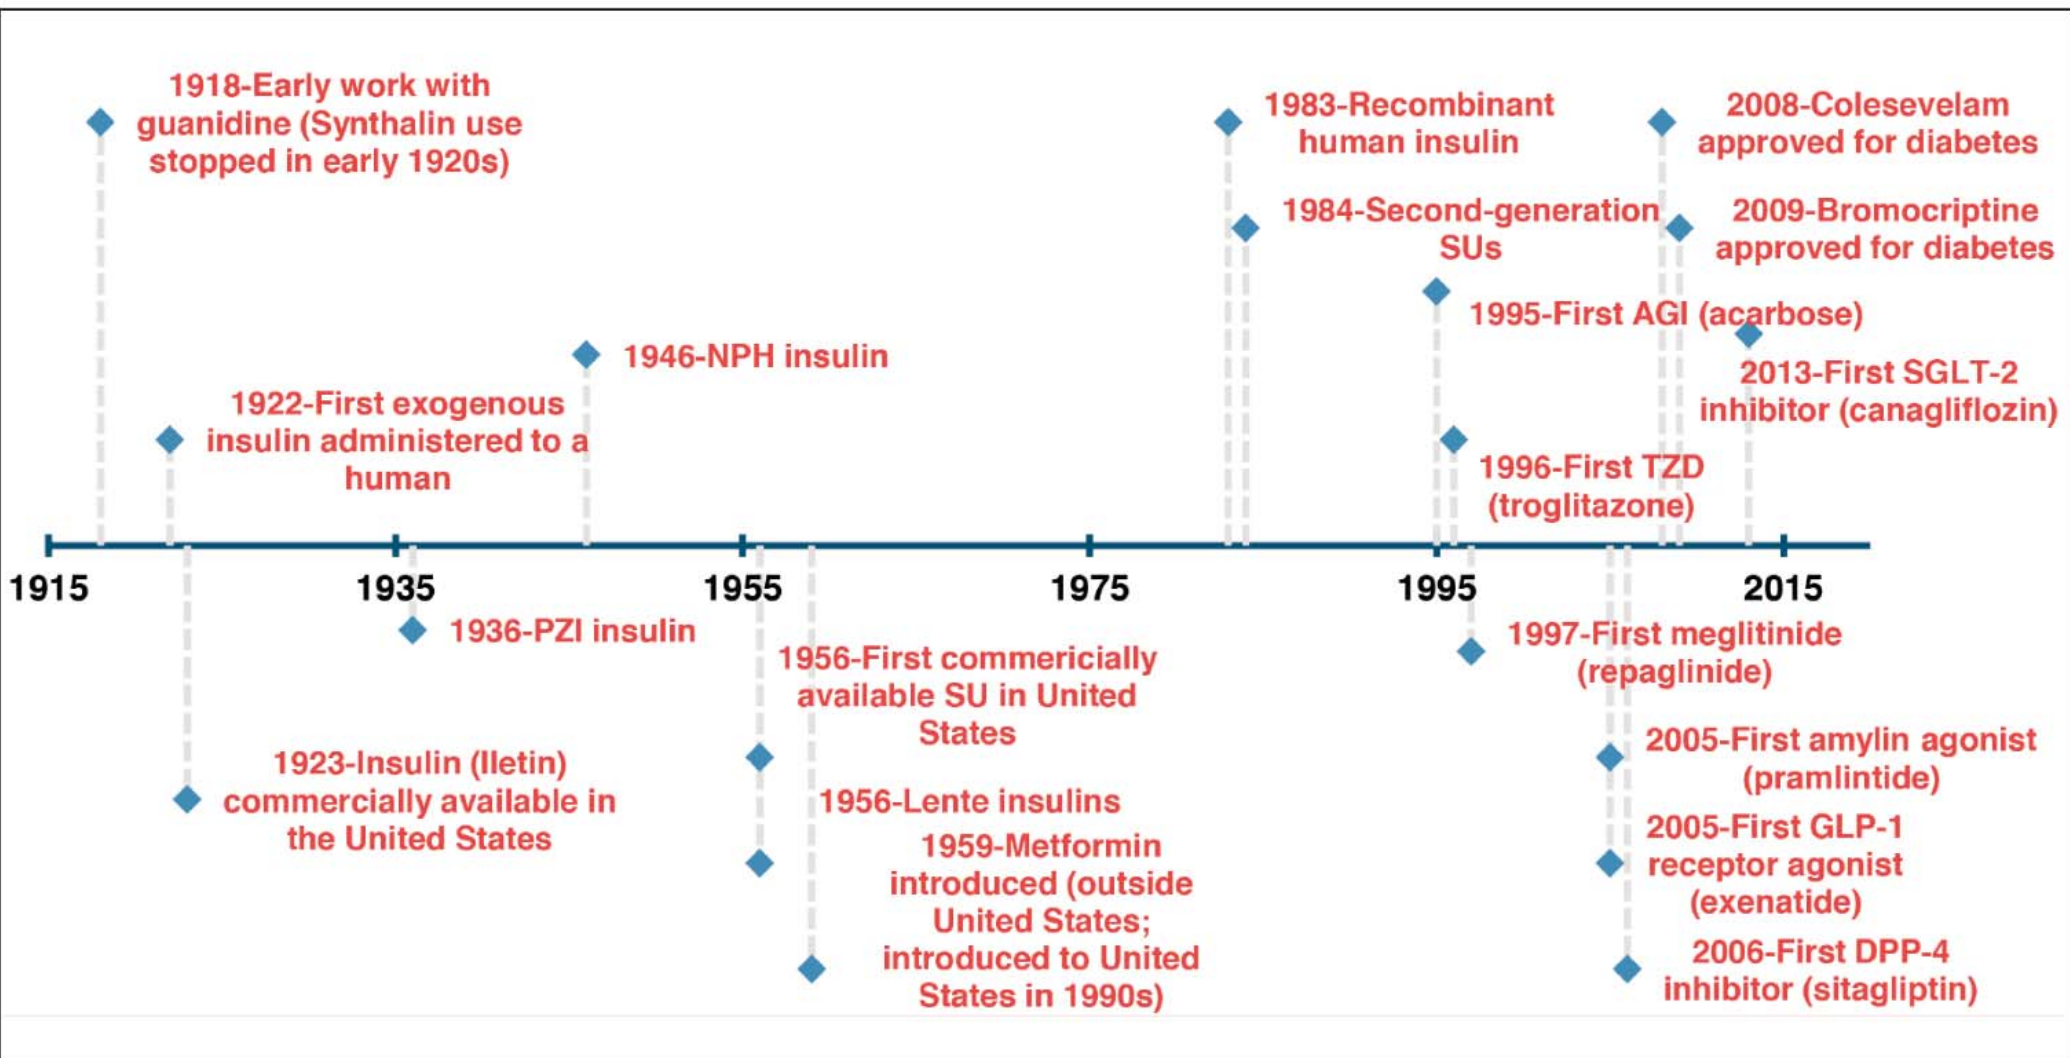 1918-Early work with
guanidine (Synthalin use
stopped in early 1920s)
1983-Recombinant
human insulin
2008-Colesevelam
approved for diabetes
1984-Second-generation
SUs
2009-Bromocriptine
approved for diabetes
1995-First AGI (acarbose)
1946-NPH insulin
2013-First SGLT-2
inhibitor (canagliflozin)
1922-First exogenous
insulin administered to a
human
1996-First TZD
(troglitazone)
1915
1935
1955
1975
1995
2015
1936-PZI insulin
1997-First meglitinide
(repaglinide)
1956-First commericially
available SU in United
States
1923-Insulin (Iletin)
commercially available in
the United States
2005-First amylin agonist
(pramlintide)
1956-Lente insulins
2005-First GLP-1
receptor agonist
(exenatide)
1959-Metformin
introduced (outside
United States;
introduced to United
States in 1990s)
2006-First DPP-4
inhibitor (sitagliptin)